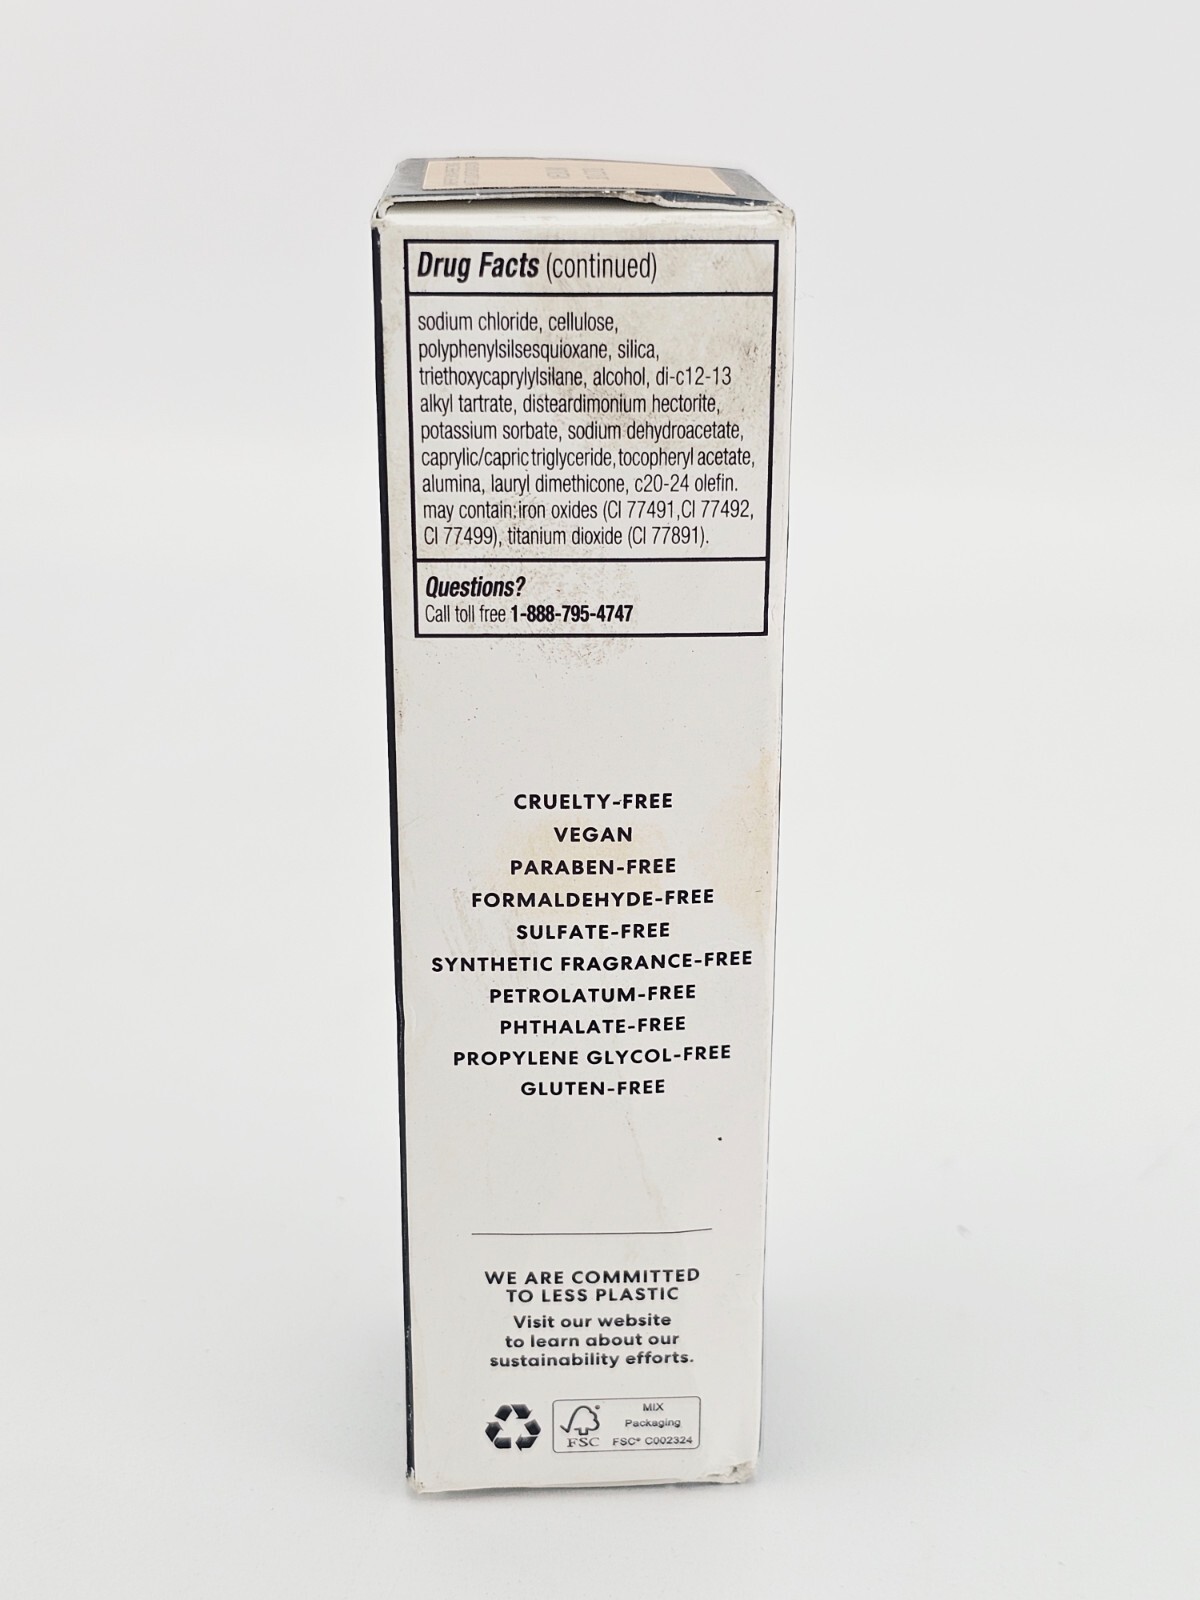 Drug Facts (continued)
sodium chloride, cellulose,
polyphenylsilsesquioxane, silica,
triethoxycaprylylsilane, alcohol, di-c12-13
alkyl tartrate, disteardimonium hectorite,
potassium sorbate, sodium dehydroacetate,
caprylic/capric triglyceride, tocopheryl acetate,
alumina, lauryl dimethicone, c20-24 olefin.
may contain:iron oxides (CI 77491,CI 77492,
CI 77499), titanium dioxide (CI 77891).
Questions?
Call toll free 1-888-795-4747
CRUELTY-FREE
VEGAN
PARABEN-FREE
FORMALDEHYDE-FREE
SULFATE-FREE
SYNTHETIC FRAGRANCE-FREE
PETROLATUM-FREE
PHTHALATE-FREE
PROPYLENE GLYCOL-FREE
GLUTEN-FREE
WE ARE COMMITTED
TO LESS PLASTIC
Visit our website
to learn about our
sustainability efforts.
MIX
Packaging
FSC FSC® C002324